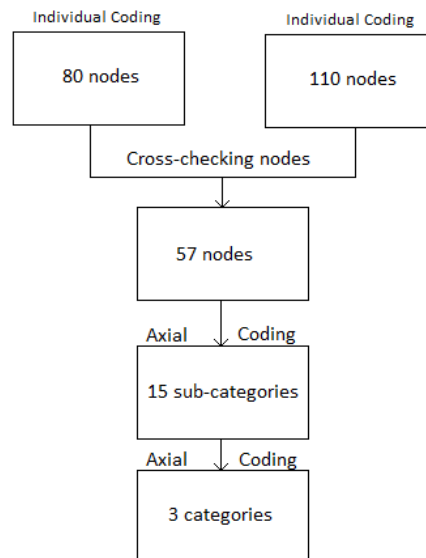 Individual Coding
Individual Coding
80 nodes
110 nodes
Cross-checking nodes
57 nodes
Axial Coding
15 sub-categories
Axial Coding
3 categories